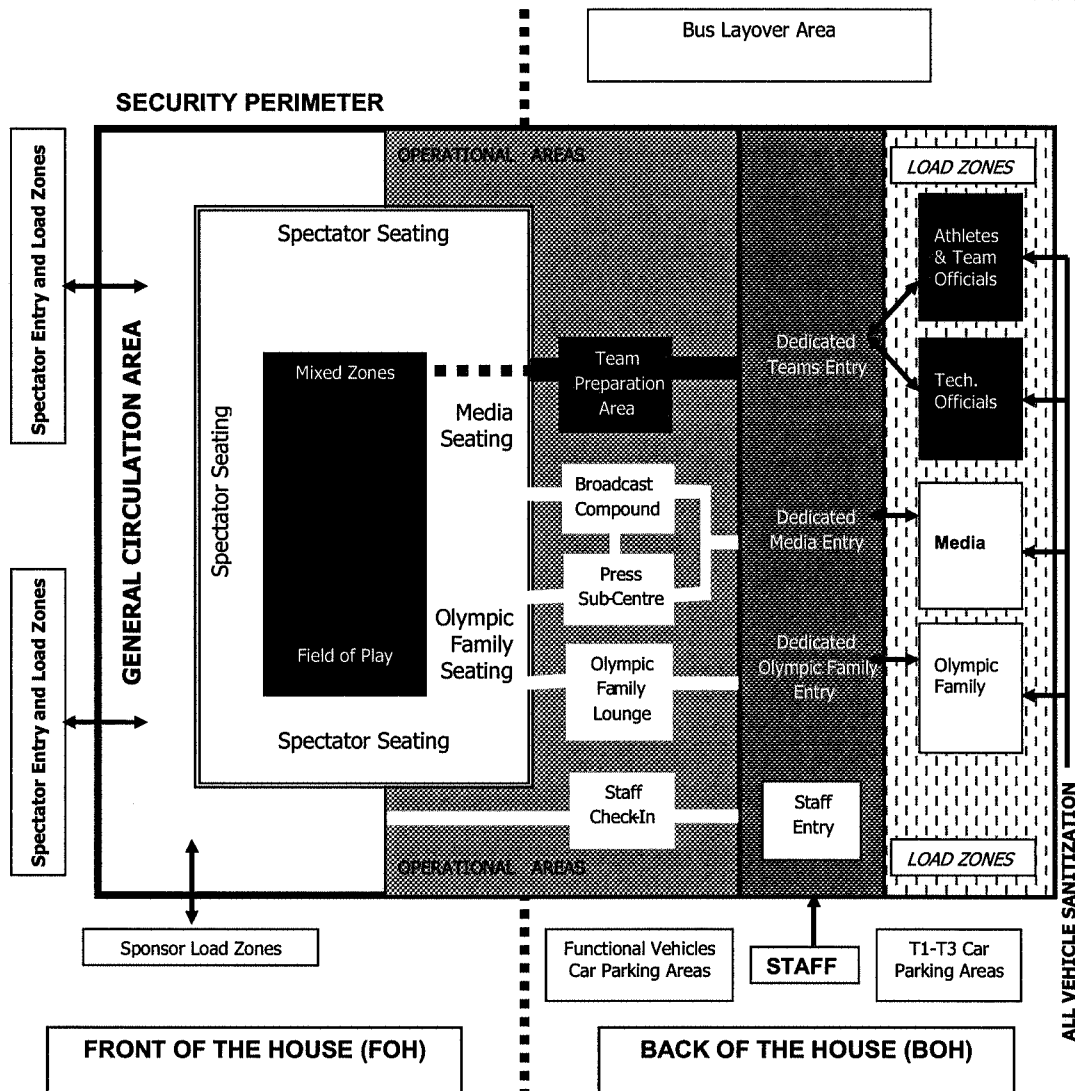 Bus Layover Area
SECURITY PERIMETER
Spectator Entry and Load Zones
OPERATIONAL AREAS
LOAD ZONES
Spectator Seating
Athletes
& Team
Officials
GENERAL CIRCULATION AREA
Spectator Seating
Mixed Zones
Team
Preparation
Area
Dedicated
Teams Entry
Tech.
Officials
Media
Seating
Broadcast
Compound
Dedicated
Media Entry
Media
Press
Sub-Centre
Spectator Entry and Load Zones
Field of Play
Olympic
Family
Seating
Olympic
Family
Lounge
Dedicated
Olympic Family
Entry
Olympic
Family
Spectator Seating
Staff
Check-In
Staff
Entry
OPERATIONAL AREAS
LOAD ZONES
ALL VEHICLE SANITIZATION
Sponsor Load Zones
Functional Vehicles
Car Parking Areas
STAFF
T1-T3 Car
Parking Areas
FRONT OF THE HOUSE (FOH)
BACK OF THE HOUSE (BOH)